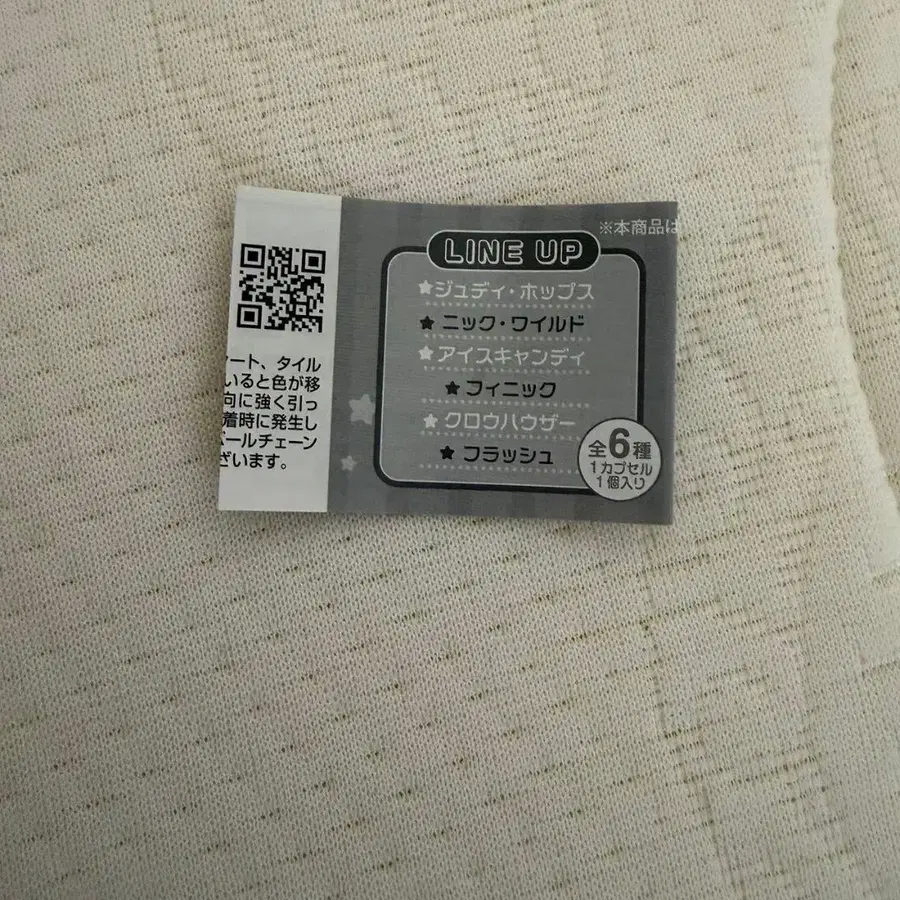 ート、タイル
いると色が移
向に強く引っ
着時に発生し
ールチェーン
ざいます。
※本商品は
LINE UP
★ジュディ・ホップス
★ニック・ワイルド
★アイスキャンディ
★フィニック
★クロウハウザー
★フラッシュ
全6種
1カプセル
1個入り